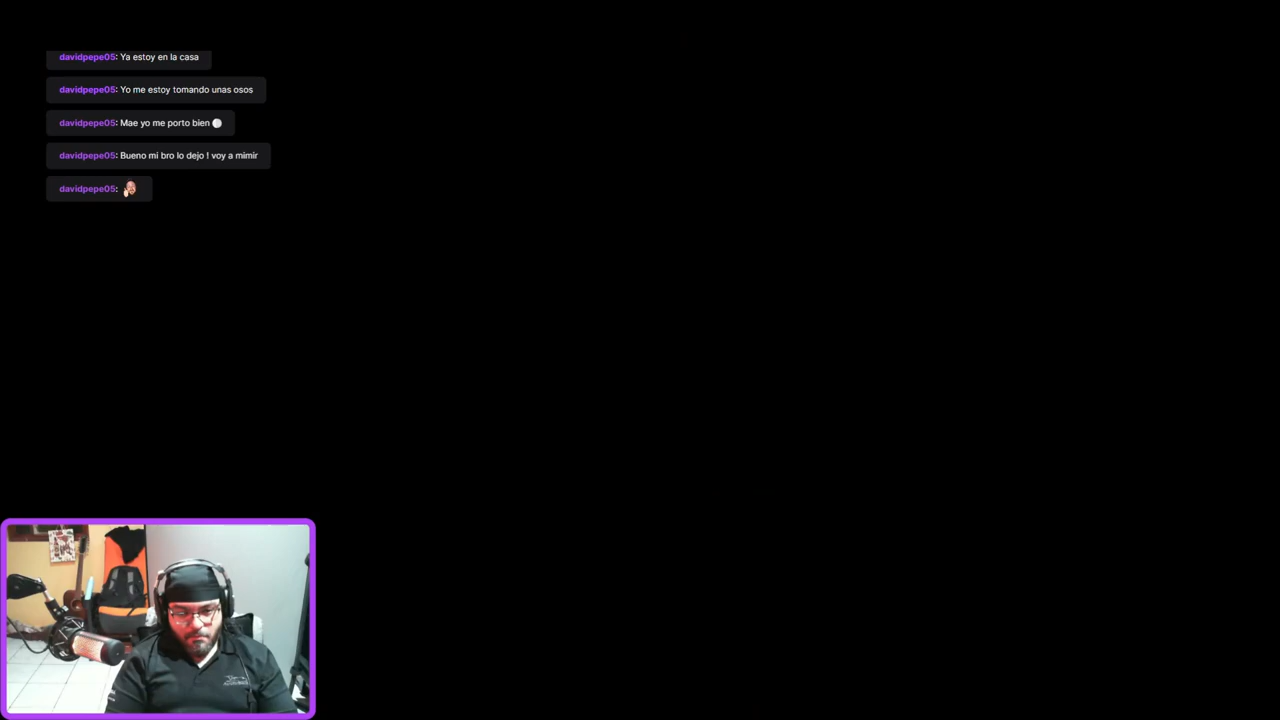 davidpepe05: Ya estoy en la casa
davidpepe05: Yo me estoy tomando unas osos
davidpepe05: Mae yo me porto bien
davidpepe05: Bueno mi bro lo dejo ! voy a mimir
davidpepe05: